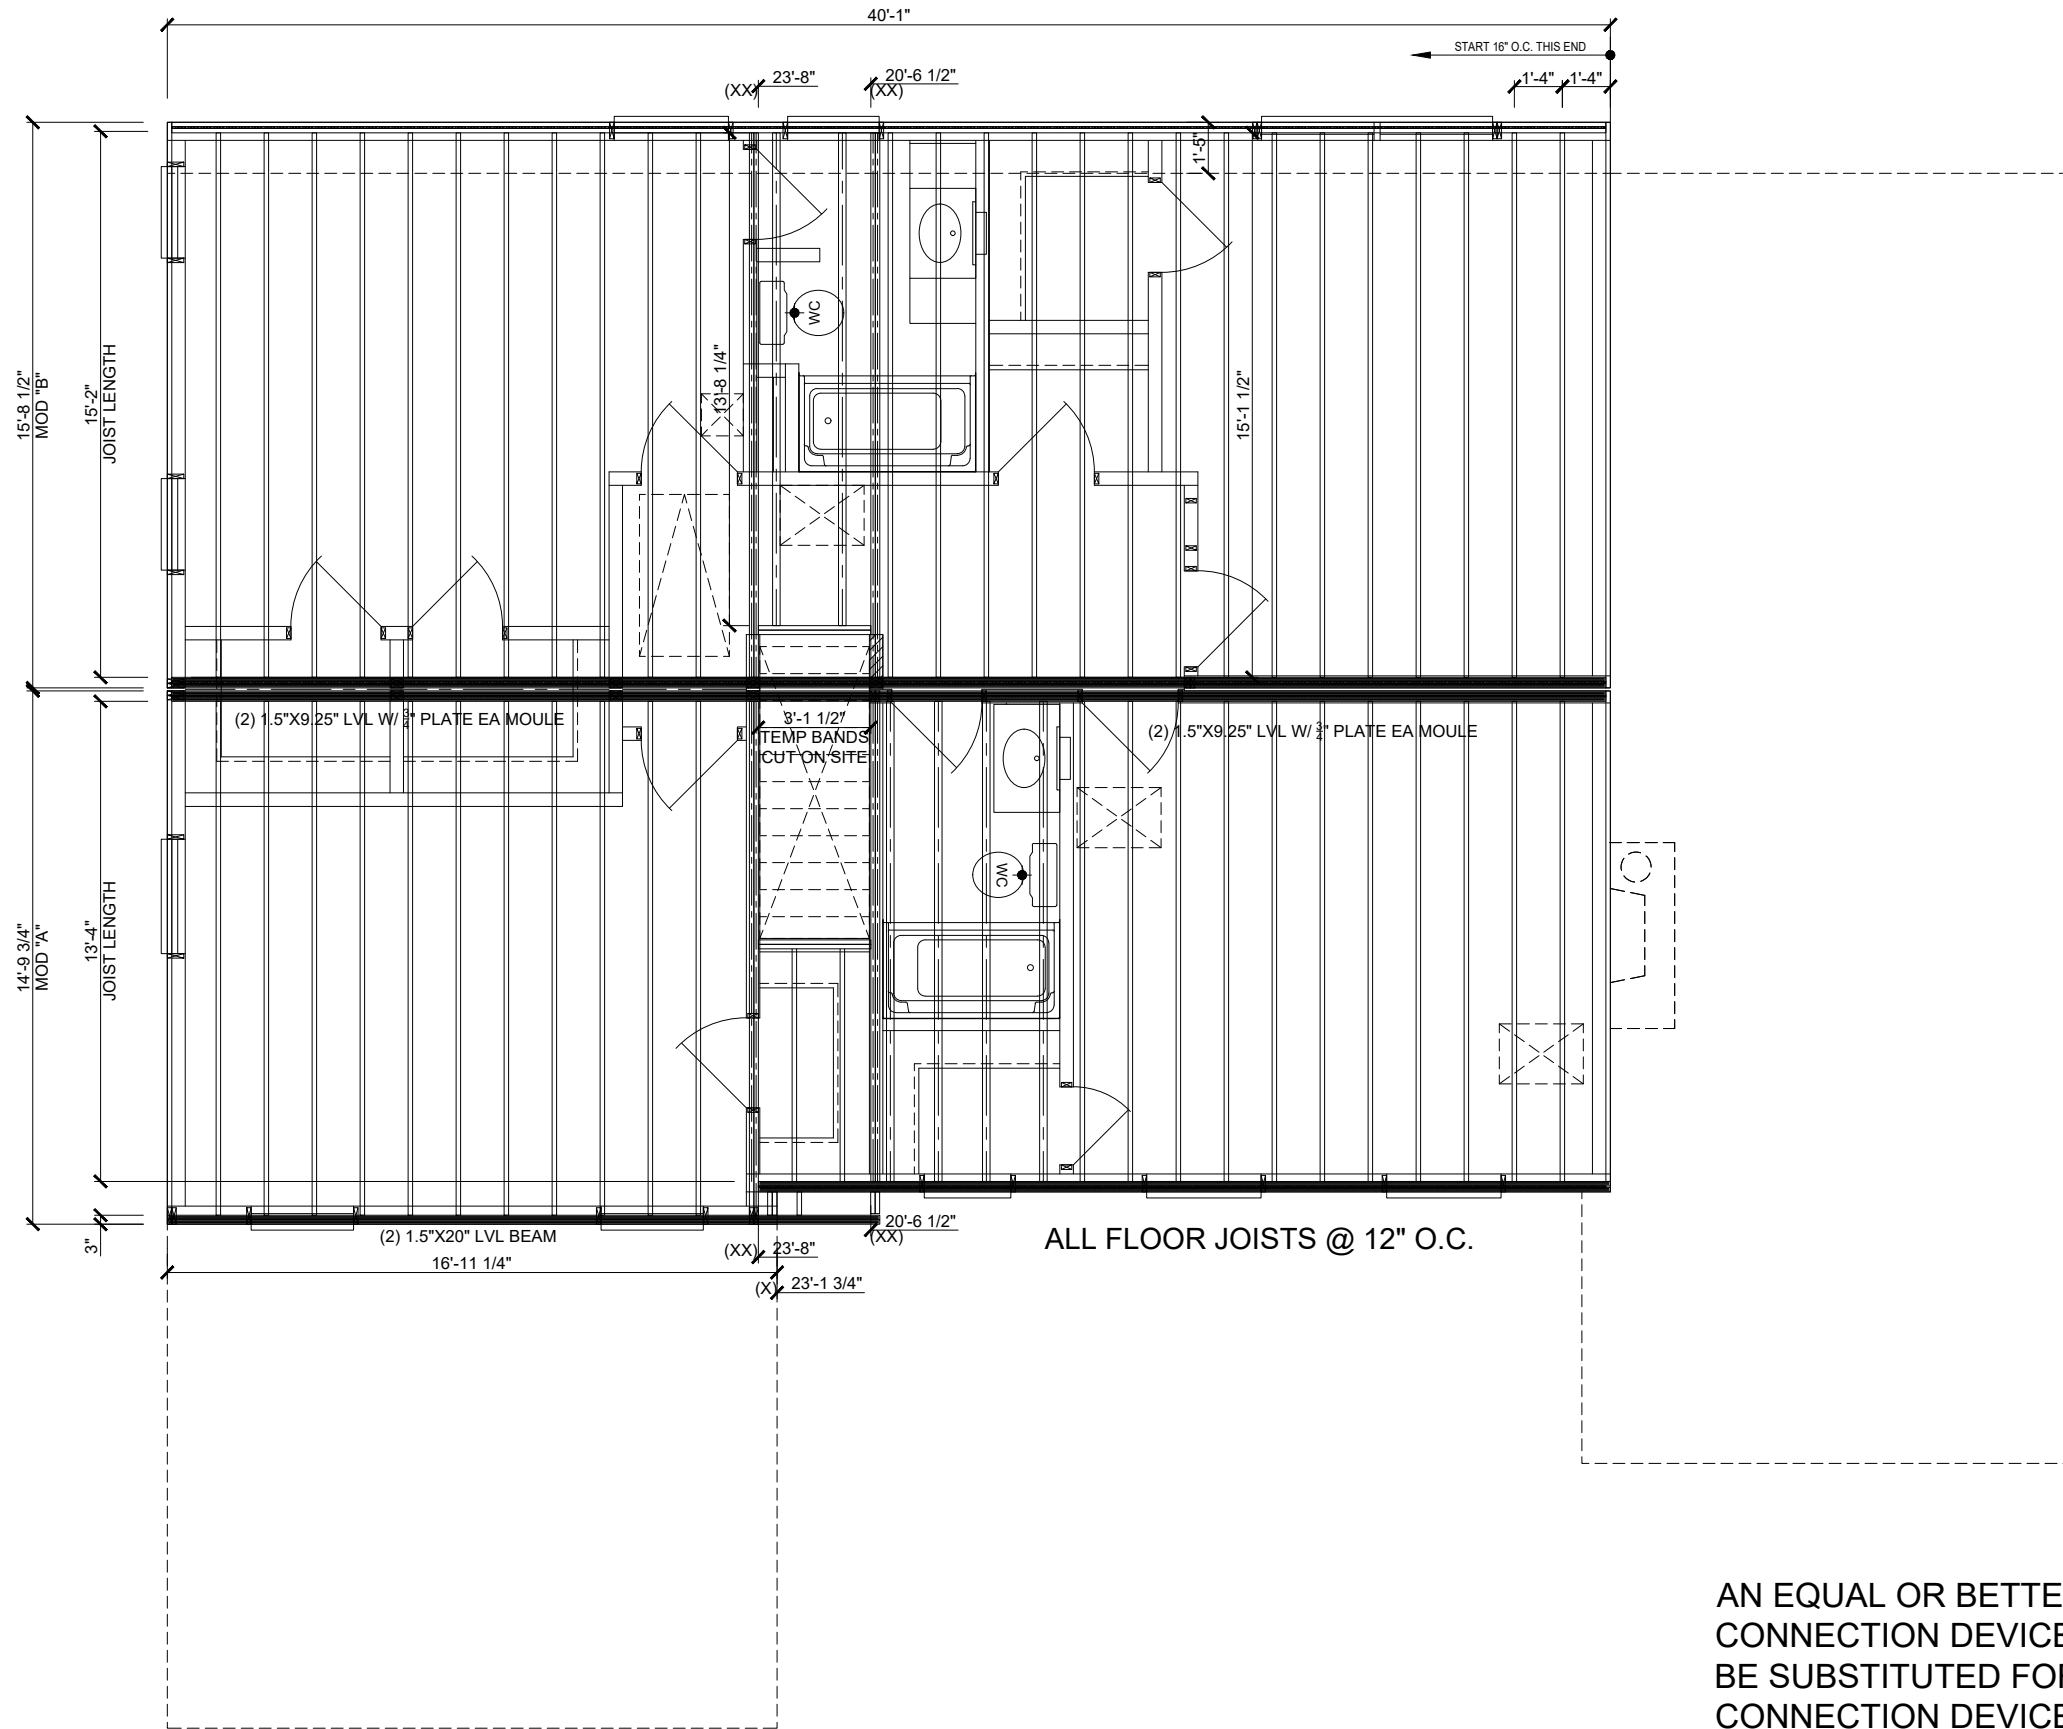 40'-1"
START 16" O.C. THIS END
23'-8"
20'-6 1/2"
1'-4"
1'-4"
(XX)
(XX)
1'-5"
WC
13'-8 1/4"
15'-8 1/2"
MOD "B"
15'-2"
JOIST LENGTH
15'-1 1/2"
(2) 1.5"X9.25" LVL W/ 3/4" PLATE EA MOULE
3'-1 1/2"
TEMP BANDS
CUT ON SITE
(2) 1.5"X9.25" LVL W/ 3/4" PLATE EA MOULE
WC
14'-9 3/4"
MOD "A"
13'-4"
JOIST LENGTH
3"
(2) 1.5"X20" LVL BEAM
20'-6 1/2"
(XX)
ALL FLOOR JOISTS @ 12" O.C.
(XX)
23'-8"
16'-11 1/4"
(X)
23'-1 3/4"
AN EQUAL OR BETTE
CONNECTION DEVICE
BE SUBSTITUTED FO
CONNECTION DEVICE